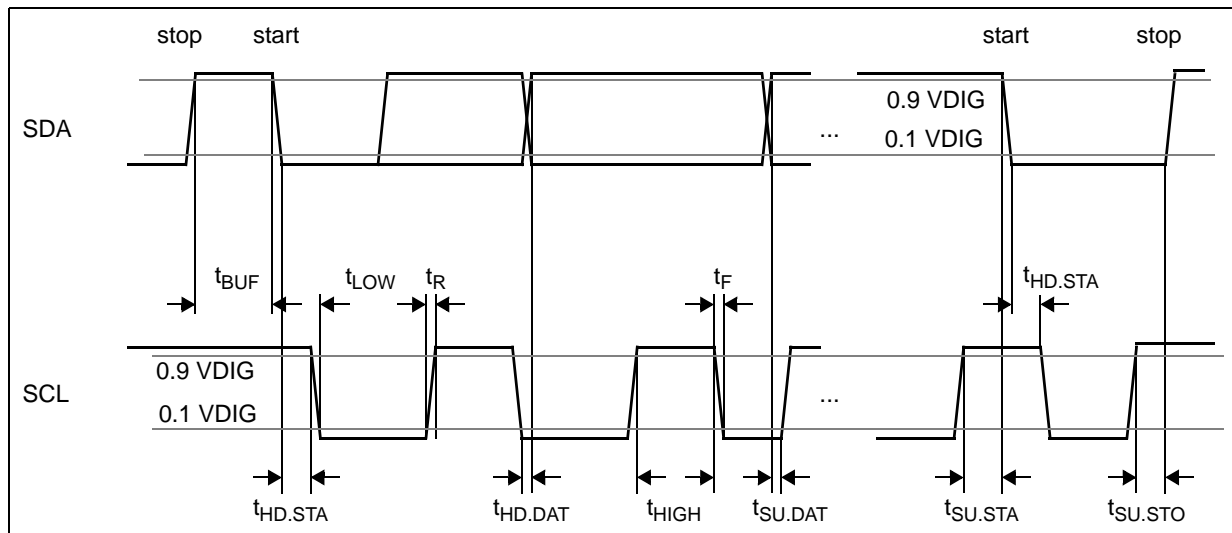 stop start start stop
SDA
0.9 VDIG
0.1 VDIG
...
tBUF tLOW tR tF tHD.STA
0.9 VDIG
SCL
0.1 VDIG
...
tHD.STA tHD.DAT tHIGH tSU.DAT tSU.STA tSU.STO